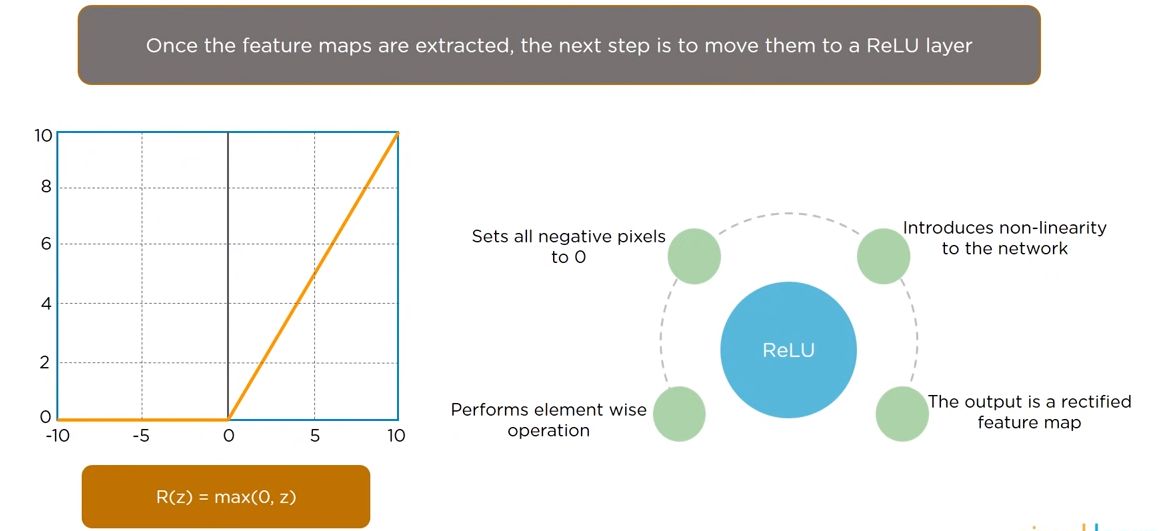 Once the feature maps are extracted, the next step is to move them to a ReLU layer
10
8
6
4
2
0
-10
-5
0
5
10
R(z) = max(0, z)
Sets all negative pixels
to 0
Introduces non-linearity
to the network
ReLU
Performs element wise
operation
The output is a rectified
feature map